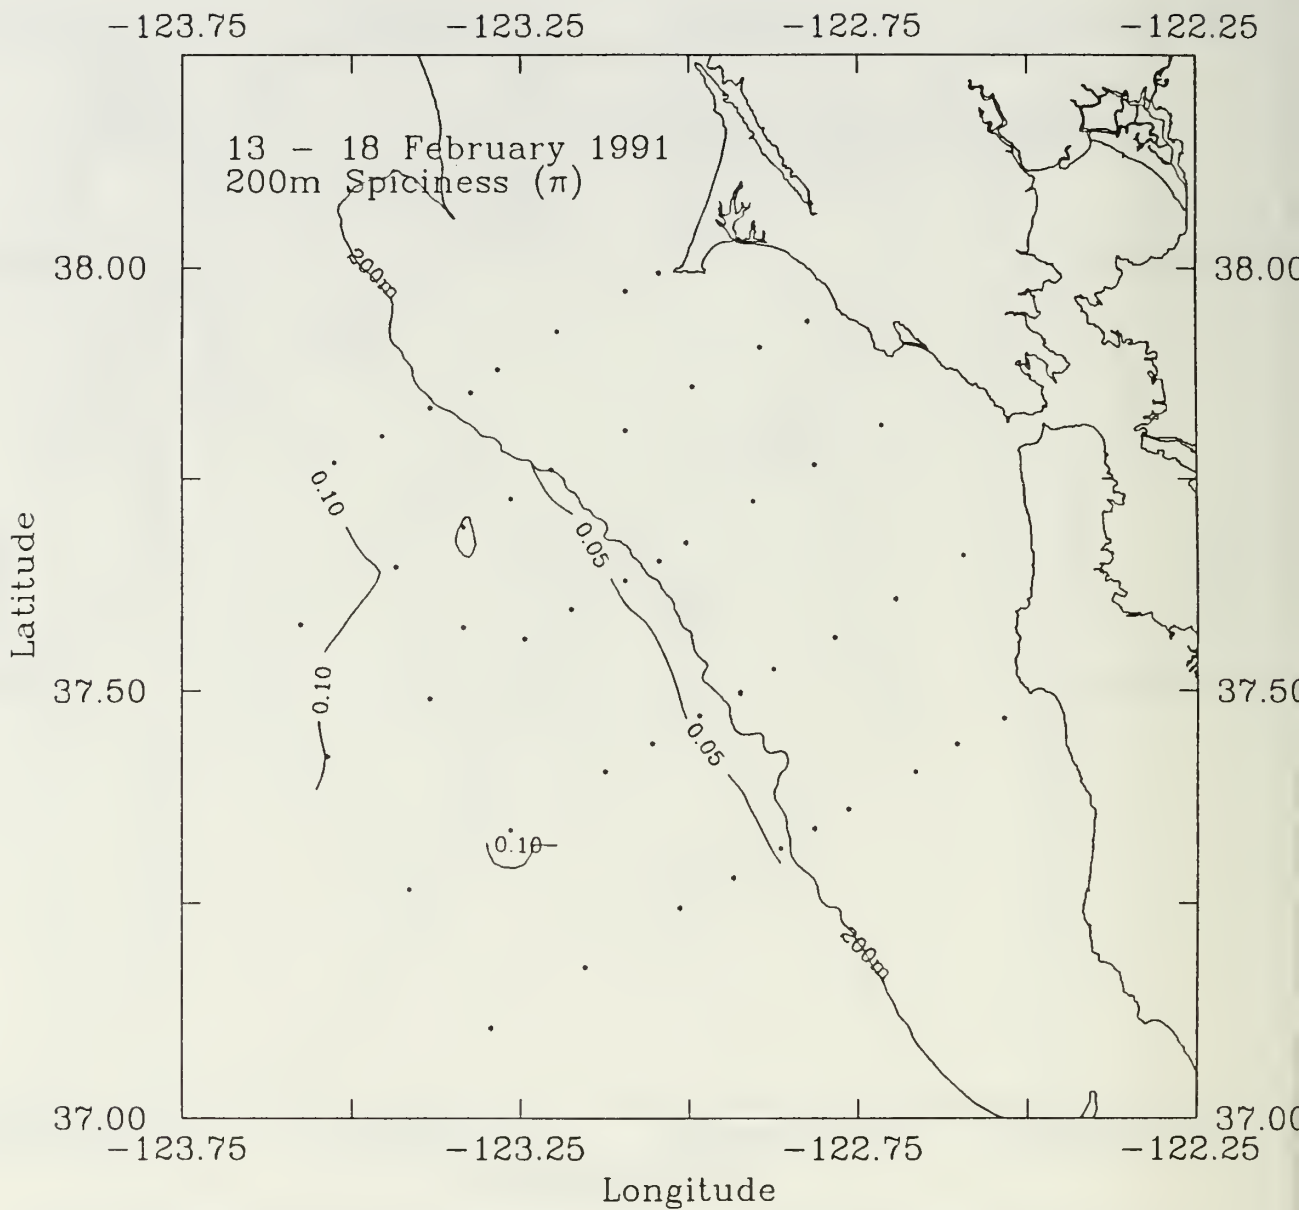 -123.75 -123.25 -122.75 -122.25
13 - 18 February 1991
200m Spiciness (π)
200m
38.00 38.00
0.10
0.05
Latitude
0.10
37.50 37.50
0.05
0.10
200m
37.00 37.00
-123.75 -123.25 -122.75 -122.25
Longitude